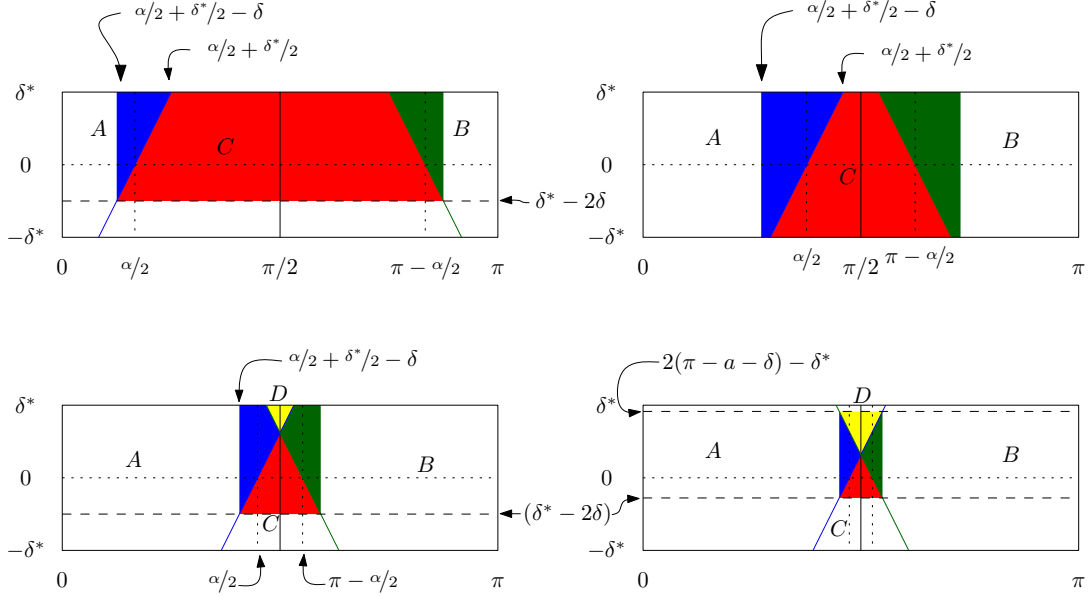 α/2 + δ*/2 − δ
α/2 + δ*/2
δ*
0
−δ*
A
C
B
0
α/2
π/2
π − α/2
π
δ* − 2δ
α/2 + δ*/2 − δ
α/2 + δ*/2
δ*
0
−δ*
A
C
B
0
α/2
π/2
π − α/2
π
α/2 + δ*/2 − δ
δ*
0
−δ*
A
D
C
B
0
α/2
π − α/2
π
(δ* − 2δ)
2(π − a − δ) − δ*
δ*
0
−δ*
A
D
C
B
0
π